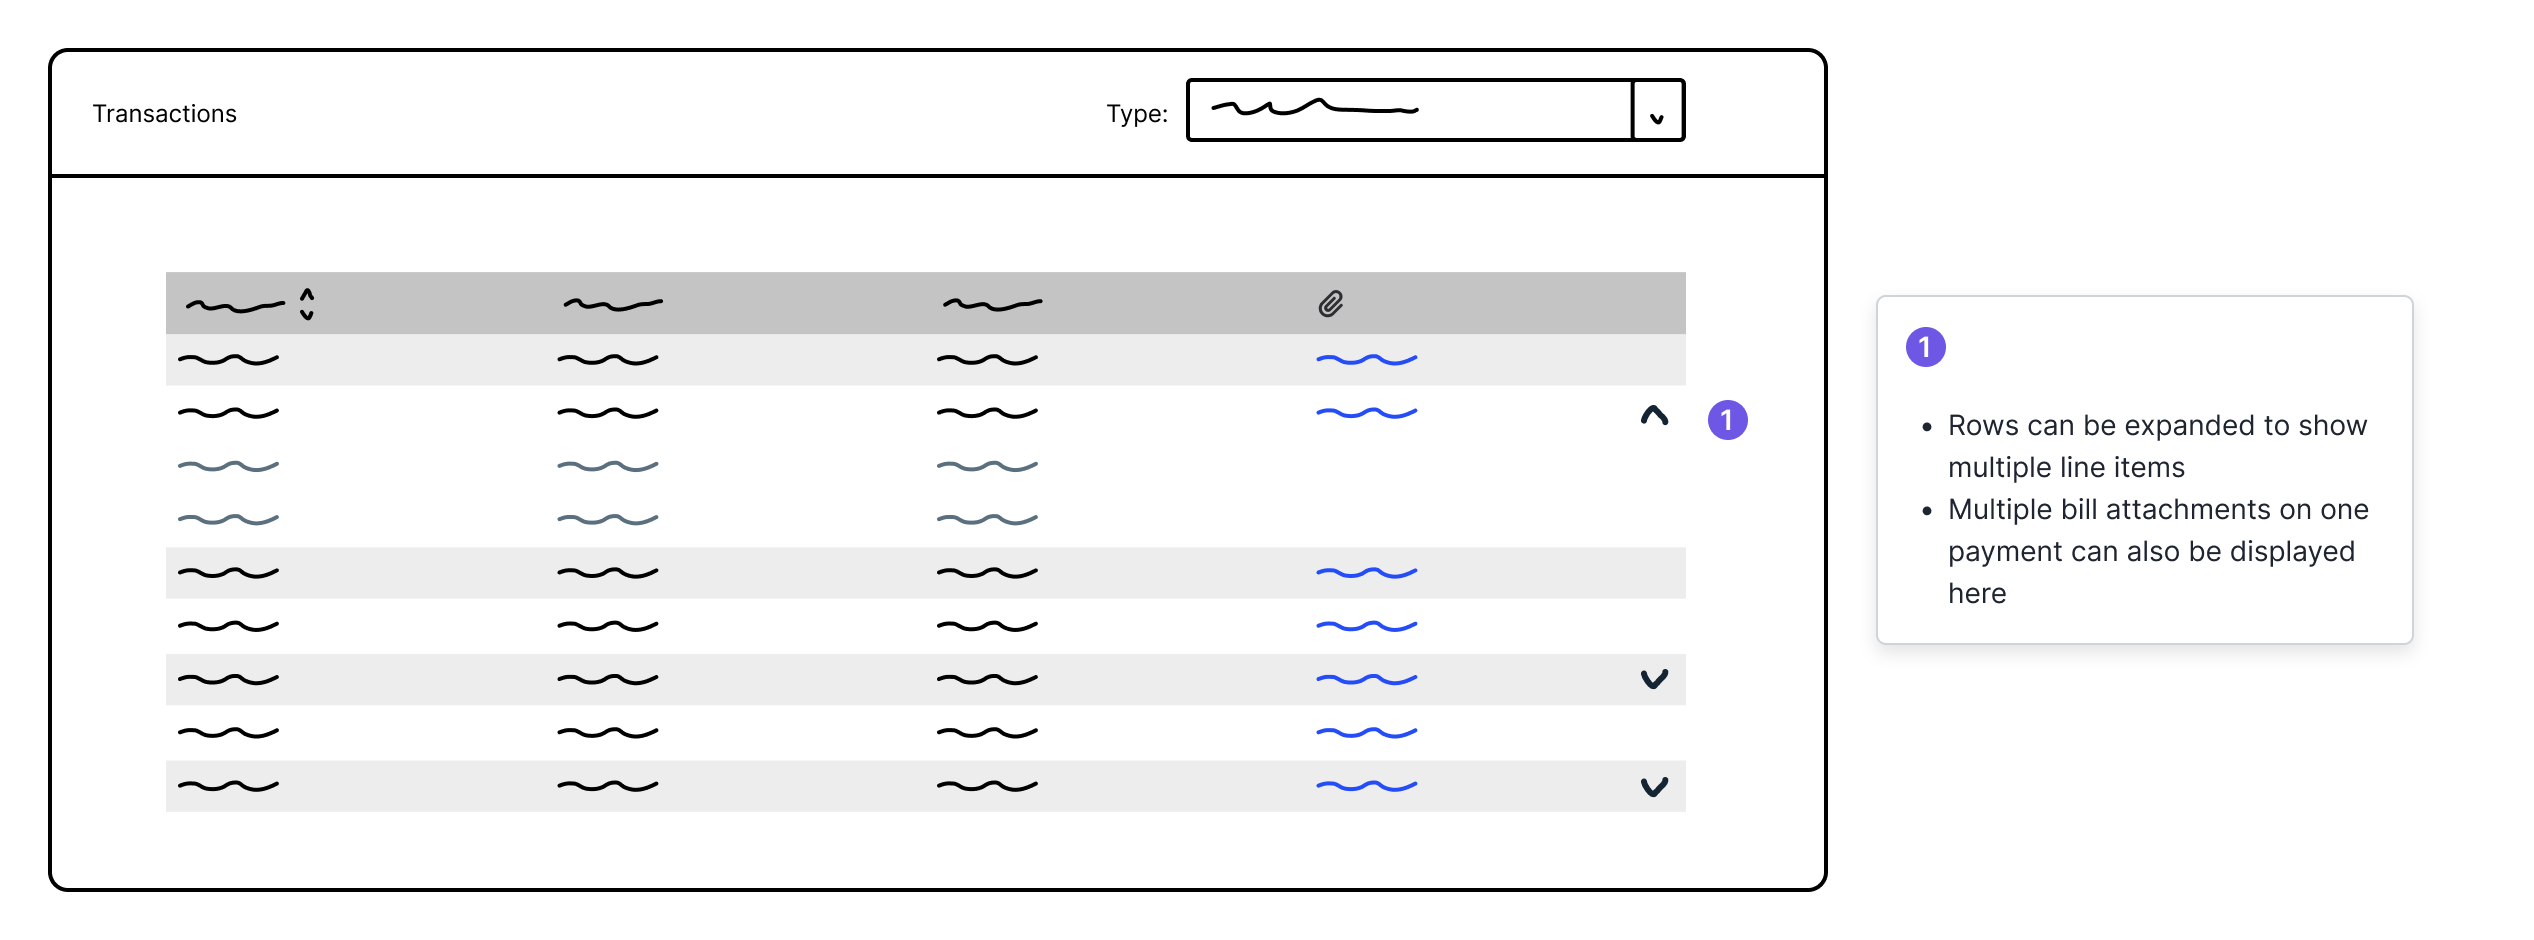 Transactions
Type:
1
1
• Rows can be expanded to show
multiple line items
• Multiple bill attachments on one
payment can also be displayed
here